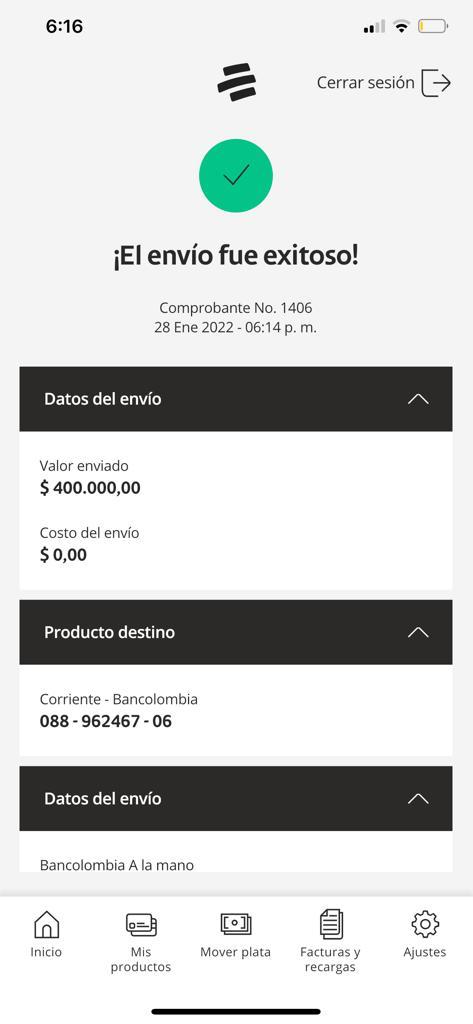 6:16
Cerrar sesión
¡El envío fue exitoso!
Comprobante No. 1406
28 Ene 2022 - 06:14 p. m.
Datos del envío
Valor enviado
$ 400.000,00
Costo del envío
$ 0,00
Producto destino
Corriente - Bancolombia
088 - 962467 - 06
Datos del envío
Bancolombia A la mano
Inicio
Mis
productos
Mover plata
Facturas y
recargas
Ajustes